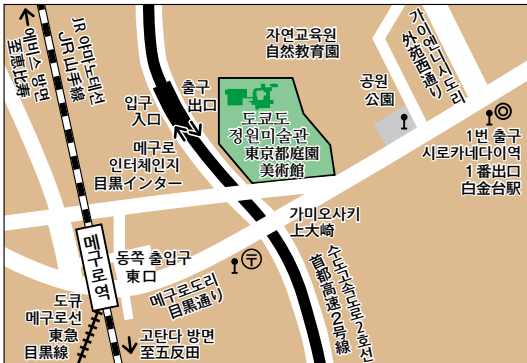 JR 야마노테선
JR 山手線
에비스 방면
至恵比寿
입구
入口
출구
出口
메구로
인터체인지
目黒インター
자연교육원
自然教育園
도쿄도
정원미술관
東京都庭園
美術館
공원
公園
가이엔니시도리
外苑西通り
1번 출구
시로카네다이역
1番出口
白金台駅
가미오사키
上大崎
메구로역
동쪽 출입구
東口
메구로도리
目黒通り
수도고속도로2호선
首都高速2号線
도큐
메구로선
東急
目黒線
고탄다 방면
至五反田